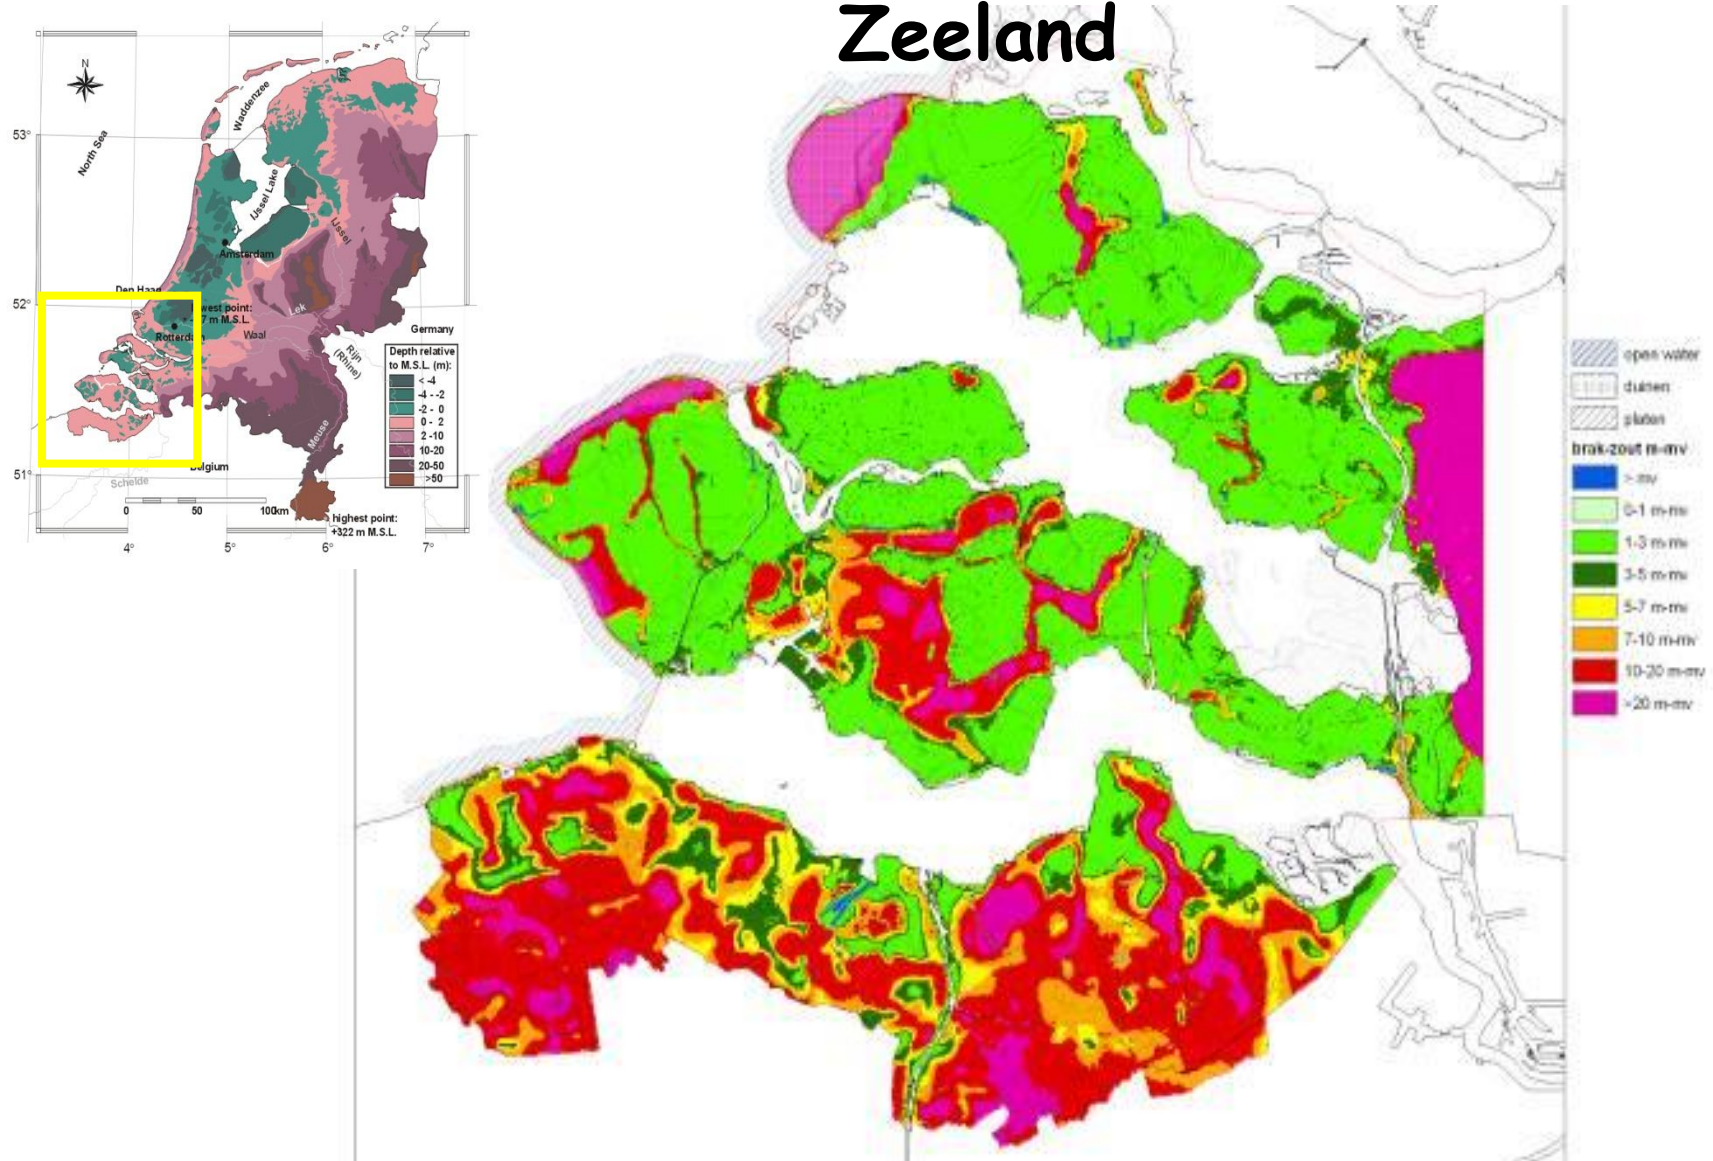 Zeeland
N
53°
52°
51°
North Sea
Waddenzee
IJssel Lake
IJssel
Amsterdam
Den Haag
west point:
7 m M.S.L.
Rotterdam
Lek
Waal
Rijn
(Rhine)
Germany
Meuse
Belgium
Schelde
0 50 100km
highest point:
+322 m M.S.L.
4° 5° 6° 7°
Depth relative
to M.S.L. (m):
< -4
-4 - -2
-2- 0
0 - 2
2 -10
10-20
20-50
>50
open water
duinen
platen
brak-zout m-mv
> mv
0-1 m-mv
1-3 m-mv
3-5 m-mv
5-7 m-mv
7-10 m-mv
10-20 m-mv
>20 m-mv